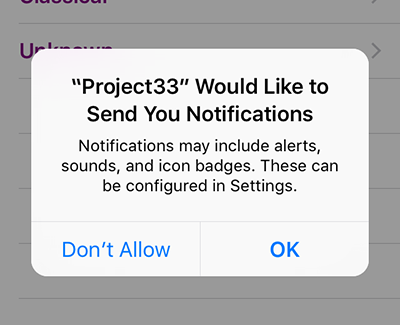 Classical
Unknown
“Project33” Would Like to
Send You Notifications
Notifications may include alerts,
sounds, and icon badges. These can
be configured in Settings.
Don’t Allow
OK